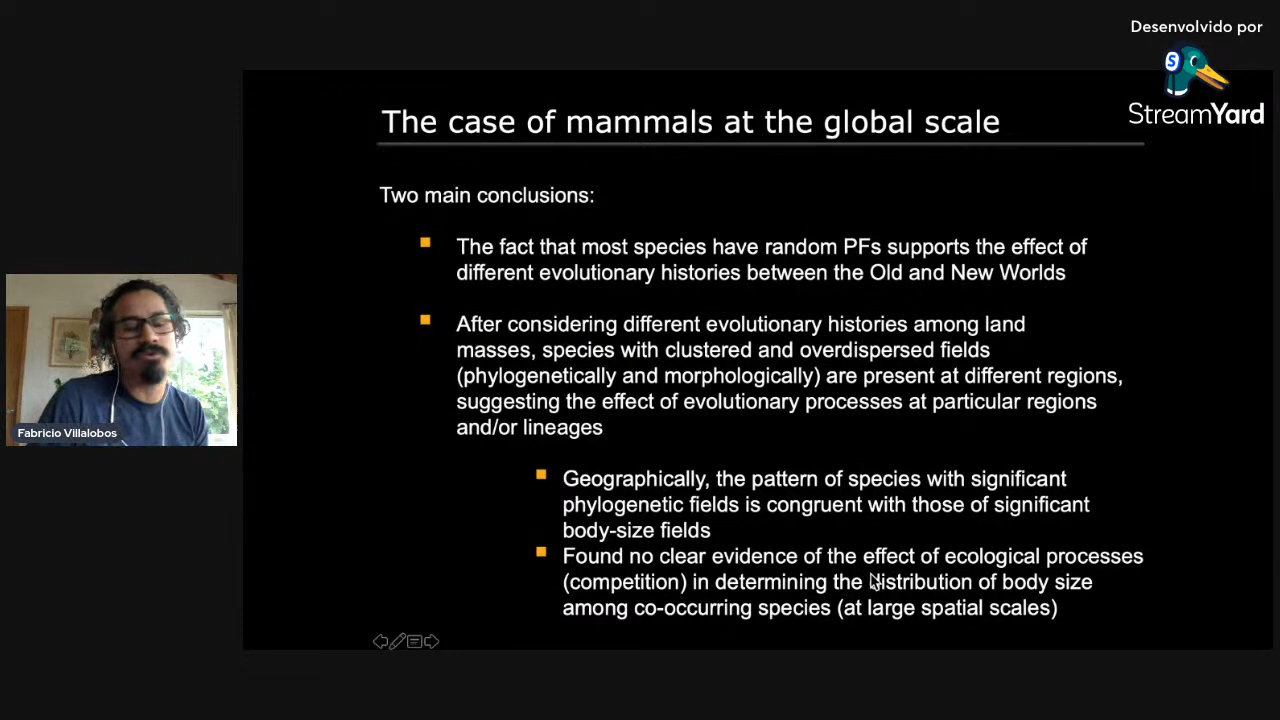 Desenvolvido por
S
StreamYard
The case of mammals at the global scale
Two main conclusions:
The fact that most species have random PFs supports the effect of
different evolutionary histories between the Old and New Worlds
After considering different evolutionary histories among land
masses, species with clustered and overdispersed fields
(phylogenetically and morphologically) are present at different regions,
suggesting the effect of evolutionary processes at particular regions
and/or lineages
Geographically, the pattern of species with significant
phylogenetic fields is congruent with those of significant
body-size fields
Found no clear evidence of the effect of ecological processes
(competition) in determining the distribution of body size
among co-occurring species (at large spatial scales)
Fabricio Villalobos